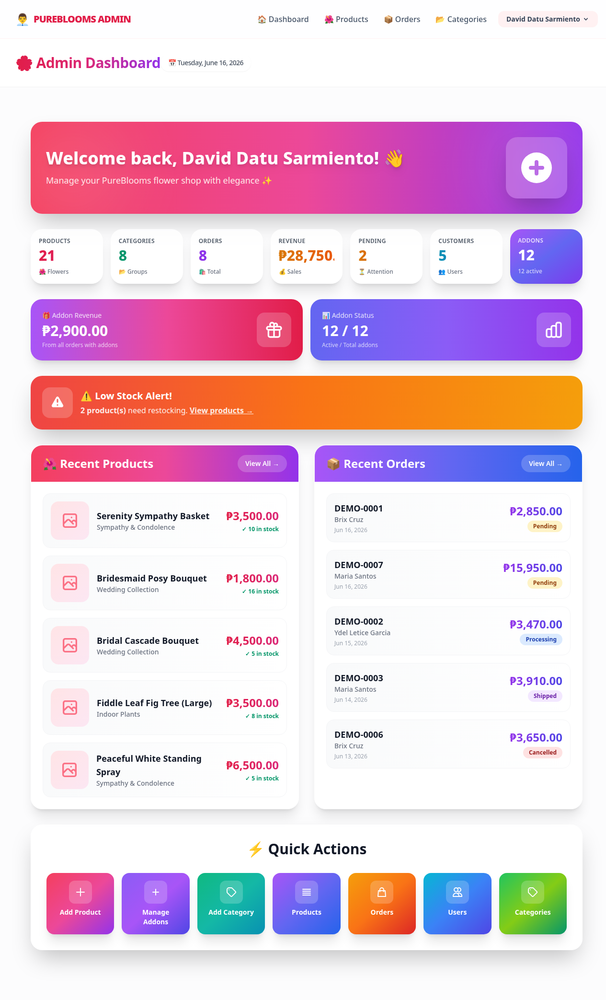 👨‍💼 PUREBLOOMS ADMIN
🏠 Dashboard
🌺 Products
📦 Orders
📂 Categories
David Datu Sarmiento
Admin Dashboard
📅 Tuesday, June 16, 2026
Welcome back, David Datu Sarmiento! 👋
Manage your PureBlooms flower shop with elegance ✨
PRODUCTS
21
🌺 Flowers
CATEGORIES
8
📂 Groups
ORDERS
8
🛍️ Total
REVENUE
₱28,750.
💰 Sales
PENDING
2
⏳ Attention
CUSTOMERS
5
👥 Users
ADDONS
12
12 active
🎁 Addon Revenue
₱2,900.00
From all orders with addons
📊 Addon Status
12 / 12
Active / Total addons
⚠️ Low Stock Alert!
2 product(s) need restocking. View products →
🌺 Recent Products
View All →
Serenity Sympathy Basket
Sympathy & Condolence
₱3,500.00
✓ 10 in stock
Bridesmaid Posy Bouquet
Wedding Collection
₱1,800.00
✓ 16 in stock
Bridal Cascade Bouquet
Wedding Collection
₱4,500.00
✓ 5 in stock
Fiddle Leaf Fig Tree (Large)
Indoor Plants
₱3,500.00
✓ 8 in stock
Peaceful White Standing
Spray
Sympathy & Condolence
₱6,500.00
✓ 5 in stock
📦 Recent Orders
View All →
DEMO-0001
Brix Cruz
Jun 16, 2026
₱2,850.00
Pending
DEMO-0007
Maria Santos
Jun 16, 2026
₱15,950.00
Pending
DEMO-0002
Ydel Letice Garcia
Jun 15, 2026
₱3,470.00
Processing
DEMO-0003
Maria Santos
Jun 14, 2026
₱3,910.00
Shipped
DEMO-0006
Brix Cruz
Jun 13, 2026
₱3,650.00
Cancelled
⚡ Quick Actions
Add Product
Manage
Addons
Add Category
Products
Orders
Users
Categories